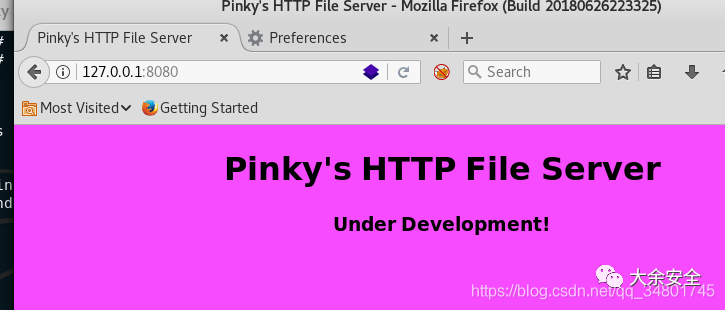 Pinky's HTTP File Server - Mozilla Firefox (Build 20180626223325)
Pinky's HTTP File Server
Preferences
127.0.0.1:8080
Search
Most Visited
Getting Started
Pinky's HTTP File Server
Under Development!
大余安全
https://blog.csdn.net/qq_34801745